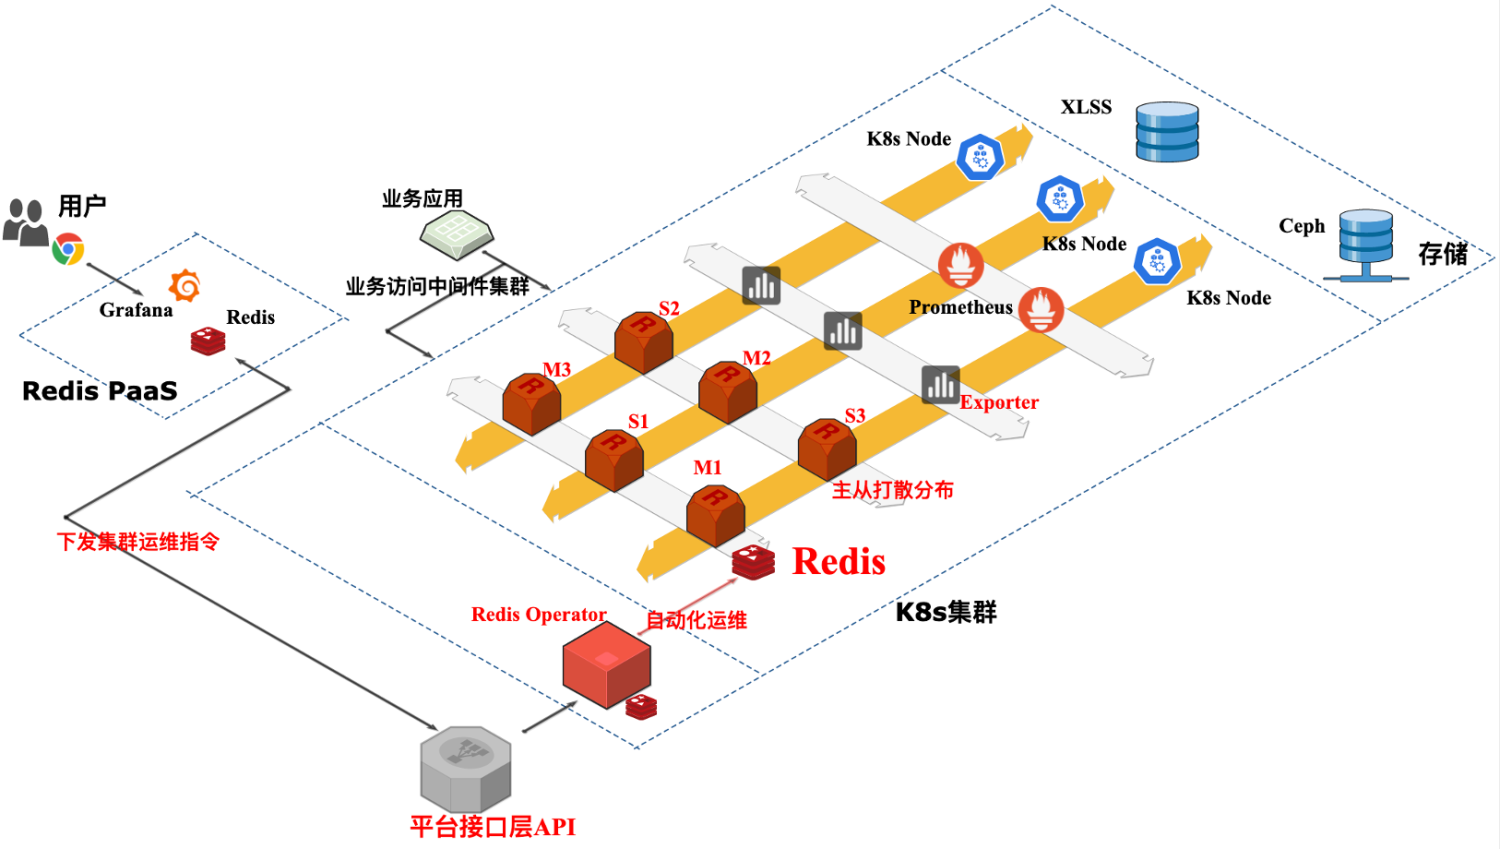 XLSS
K8s Node
用户
业务应用
Ceph
K8s Node
存储
业务访问中间件集群
K8s Node
Grafana
Redis
Prometheus
S2
M2
M3
Redis PaaS
Exporter
S1
S3
M1
主从打散分布
下发集群运维指令
Redis
Redis Operator
自动化运维
K8s集群
平台接口层API
R
R
R
R
R
R